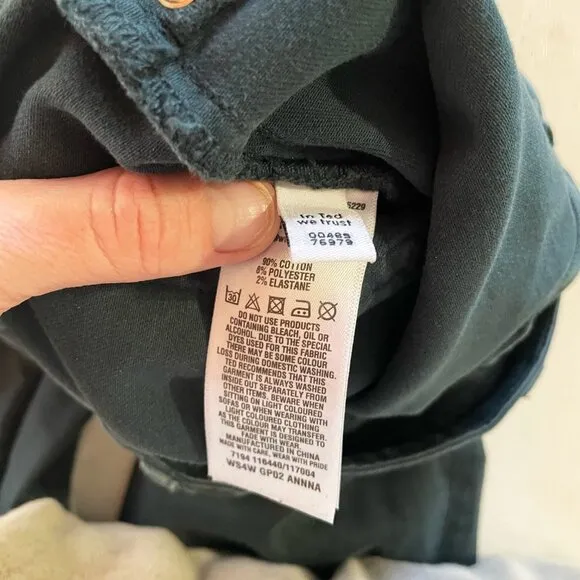 5229
In Ted
we trust
00485
76979
90% COTTON
8% POLYESTER
2% ELASTANE
30
DO NOT USE PRODUCTS
CONTAINING BLEACH, OIL OR
ALCOHOL. DUE TO THE SPECIAL
DYES USED FOR THIS FABRIC
THERE MAY BE SOME COLOUR
LOSS DURING DOMESTIC WASHING.
TED RECOMMENDS THAT THIS
GARMENT IS ALWAYS WASHED
INSIDE OUT SEPARATELY FROM
OTHER ITEMS. BEWARE WHEN
SITTING ON LIGHT COLOURED
SOFAS OR WHEN WEARING WITH
LIGHT COLOURED CLOTHING
AS THE COLOUR MAY TRANSFER.
THIS GARMENT IS DESIGNED TO
FADE WITH WEAR.
MANUFACTURED IN CHINA
MADE WITH CARE, WEAR WITH PRIDE
7194 116440/117004
WS4W GP02 ANNNA